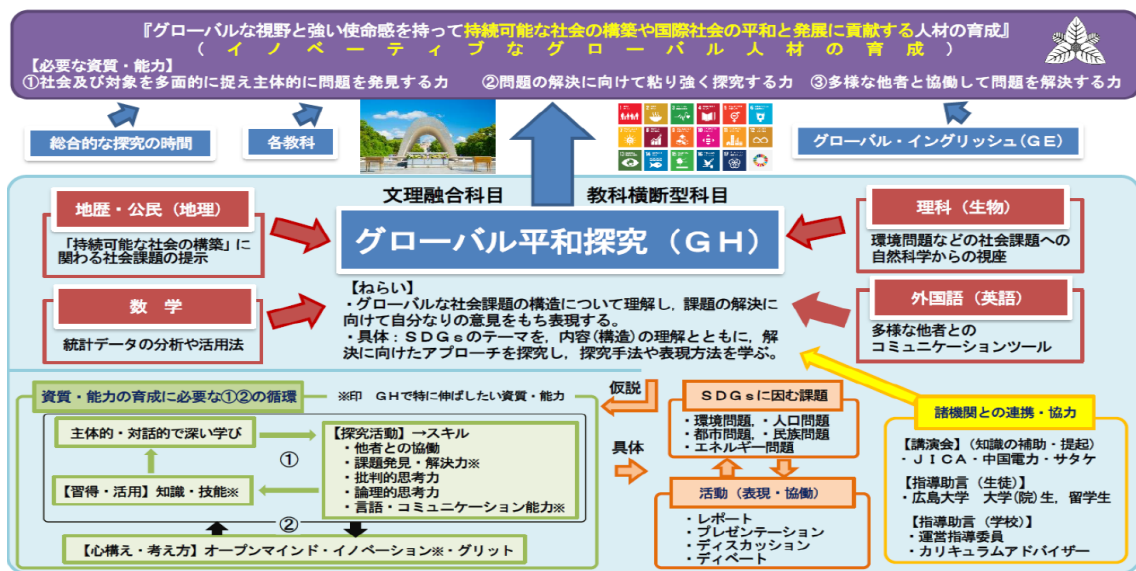 『グローバルな視野と強い使命感を持って持続可能な社会の構築や国際社会の平和と発展に貢献する人材の育成』
（イノベーティブなグローバル人材の育成）
【必要な資質・能力】
①社会及び対象を多面的に捉え主体的に問題を発見する力　②問題の解決に向けて粘り強く探究する力　③多様な他者と協働して問題を解決する力
総合的な探究の時間
各教科
グローバル・イングリッシュ(GE)
文理融合科目　教科横断型科目
グローバル平和探究（GH）
地歴・公民（地理）
「持続可能な社会の構築」に
関わる社会課題の提示
数　学
統計データの分析や活用法
理科（生物）
環境問題などの社会課題への
自然科学からの視座
外国語（英語）
多様な他者との
コミュニケーションツール
【ねらい】
・グローバルな社会課題の構造について理解し，課題の解決に
向けて自分なりの意見をもち表現する。
・具体：SDGsのテーマを，内容(構造)の理解とともに，解
決に向けたアプローチを探究し，探究手法や表現方法を学ぶ。
資質・能力の育成に必要な①②の循環
※印　GHで特に伸ばしたい資質・能力
主体的・対話的で深い学び
①
【習得・活用】知識・技能※
【探究活動】→スキル
・他者との協働
・課題発見・解決力※
・批判的思考力
・論理的思考力
・言語・コミュニケーション能力※
②
【心構え・考え方】オープンマインド・イノベーション※・グリット
仮説
具体
SDGsに因む課題
・環境問題，・人口問題
・都市問題，・民族問題
・エネルギー問題
活動（表現・協働）
・レポート
・プレゼンテーション
・ディスカッション
・ディベート
諸機関との連携・協力
【講演会】（知識の補助・提起）
・JICA・中国電力・サタケ
【指導助言（生徒）】
・広島大学　大学(院)生，留学生
【指導助言（学校）】
・運営指導委員
・カリキュラムアドバイザー